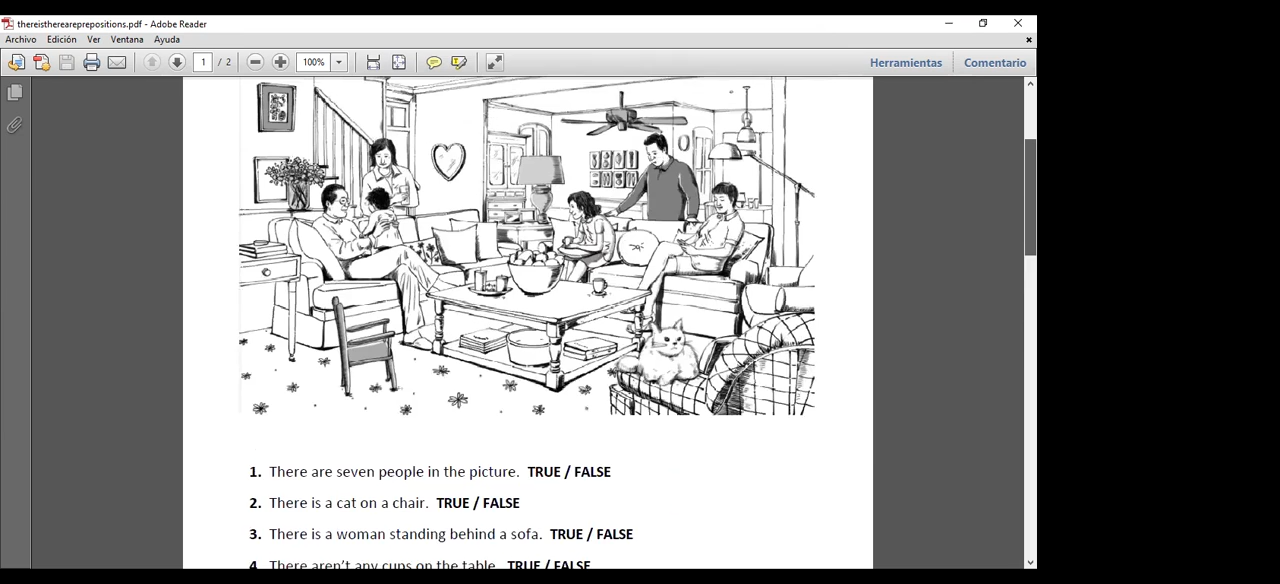 thereisthereareprepositions.pdf - Adobe Reader
Archivo Edición Ver Ventana Ayuda
1 / 2 100% Herramientas Comentario
1. There are seven people in the picture. TRUE / FALSE
2. There is a cat on a chair. TRUE / FALSE
3. There is a woman standing behind a sofa. TRUE / FALSE
4. There aren't any cups on the table. TRUE / FALSE